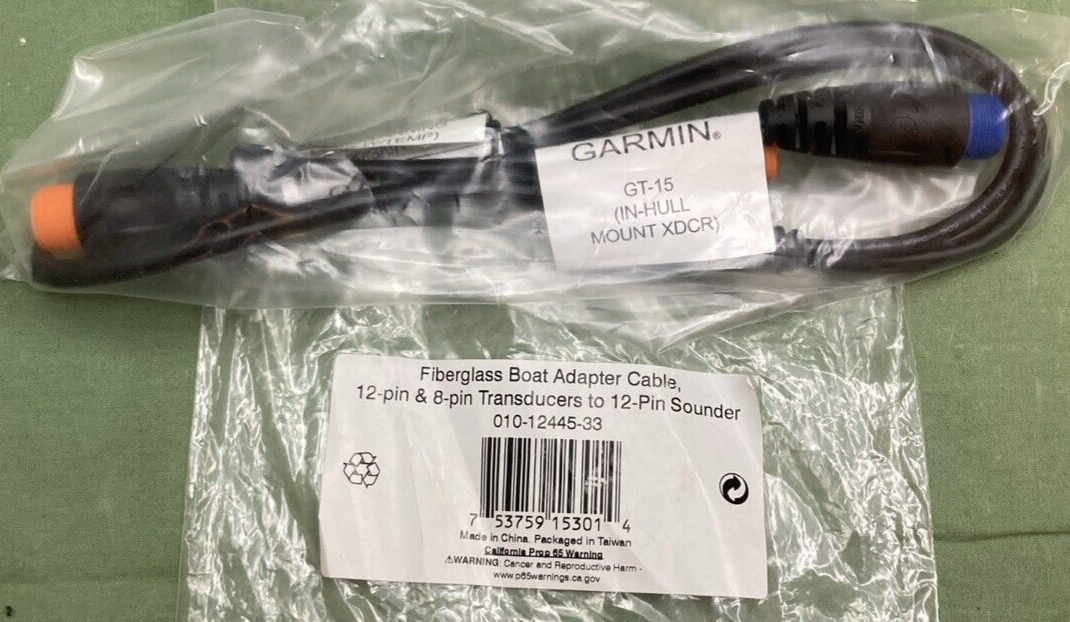 TEMP)
GARMIN®
GT-15
(IN-HULL
MOUNT XDCR)
Fiberglass Boat Adapter Cable,
12-pin & 8-pin Transducers to 12-Pin Sounder
010-12445-33
7 53759 15301 4
Made in China. Packaged in Taiwan
California Prop 65 Warning
⚠WARNING: Cancer and Reproductive Harm -
www.p65warnings.ca.gov